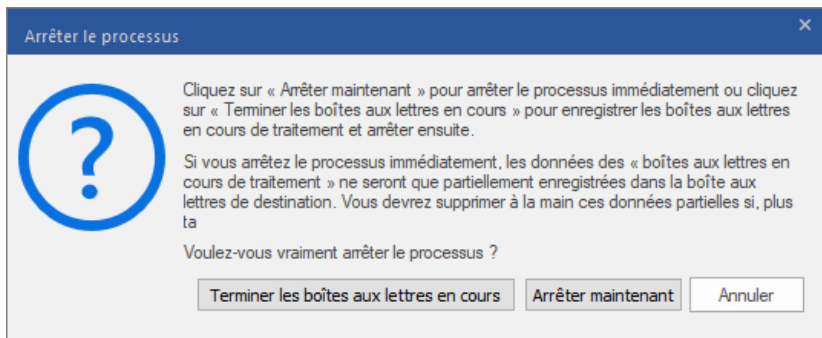 Arrêter le processus
Cliquez sur « Arrêter maintenant » pour arrêter le processus immédiatement ou cliquez
sur « Terminer les boîtes aux lettres en cours » pour enregistrer les boîtes aux lettres
en cours de traitement et arrêter ensuite.
Si vous arrêtez le processus immédiatement, les données des « boîtes aux lettres en
cours de traitement » ne seront que partiellement enregistrées dans la boîte aux
lettres de destination. Vous devrez supprimer à la main ces données partielles si, plus
ta
Voulez-vous vraiment arrêter le processus ?
Terminer les boîtes aux lettres en cours Arrêter maintenant Annuler